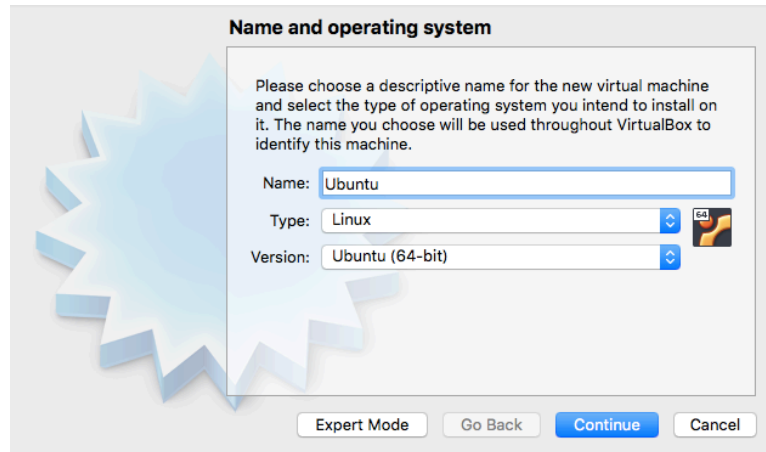 Name and operating system
Please choose a descriptive name for the new virtual machine
and select the type of operating system you intend to install on
it. The name you choose will be used throughout VirtualBox to
identify this machine.
Name: Ubuntu
Type: Linux
64
Version: Ubuntu (64-bit)
Expert Mode Go Back Continue Cancel